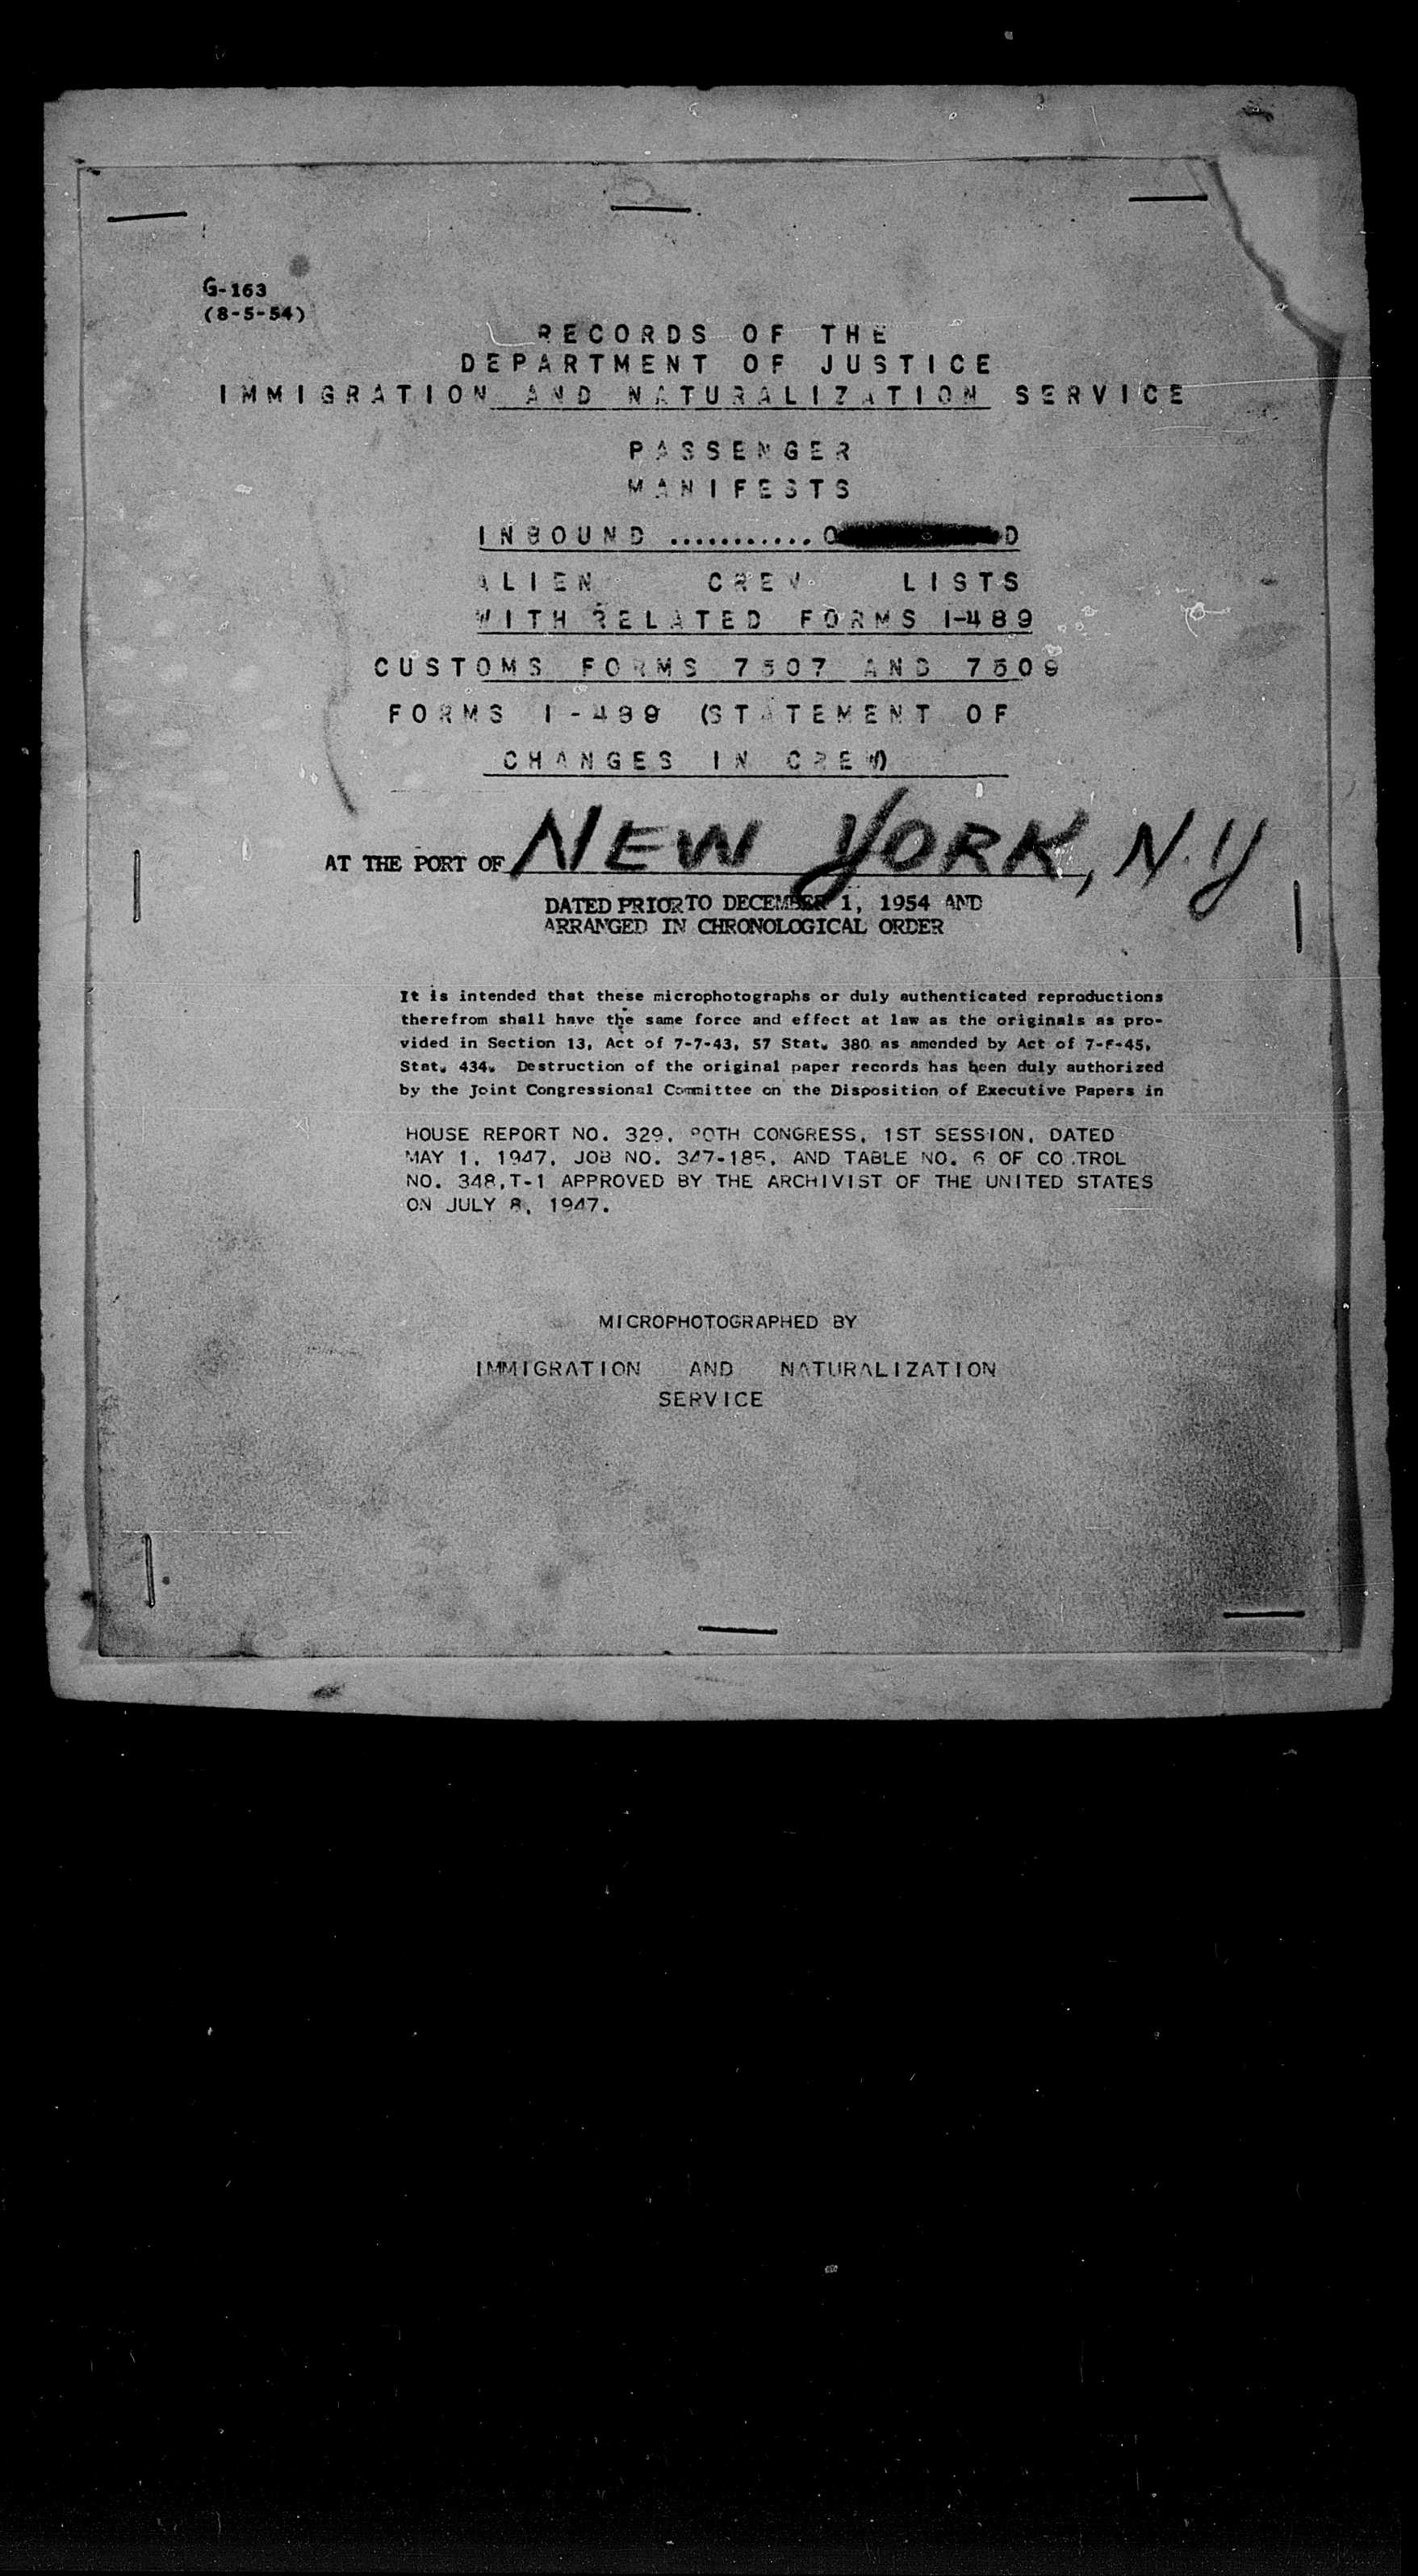 G-163
(8-5-54)
RECORDS OF THE
DEPARTMENT OF JUSTICE
IMMIGRATION AND NATURALIZATION SERVICE
PASSENGER
MANIFESTS
INBOUND ...........
ALIEN CREW LISTS
WITH RELATED FORMS I-489
CUSTOMS FORMS 7507 AND 7509
FORMS I-489 (STATEMENT OF
CHANGES IN CREW)
AT THE PORT OF NEW YORK, N.Y
DATED PRIOR TO DECEMBER 1, 1954 AND
ARRANGED IN CHRONOLOGICAL ORDER
It is intended that these microphotographs or duly authenticated reproductions
therefrom shall have the same force and effect at law as the originals as pro-
vided in Section 13, Act of 7-7-43, 57 Stat. 380 as amended by Act of
Stat. 434. Destruction of the original paper records has been duly authorized
by the Joint Congressional Committee on the Disposition of Executive Papers in
HOUSE REPORT NO. 329, 80TH CONGRESS, 1ST SESSION, DATED
MAY 1, 1947, JOB NO. 347-185, AND TABLE NO. 6 OF CO.TROL
NO. 348,T-1 APPROVED BY THE ARCHIVIST OF THE UNITED STATES
ON JULY 8, 1947.
MICROPHOTOGRAPHED BY
IMMIGRATION AND NATURALIZATION
SERVICE